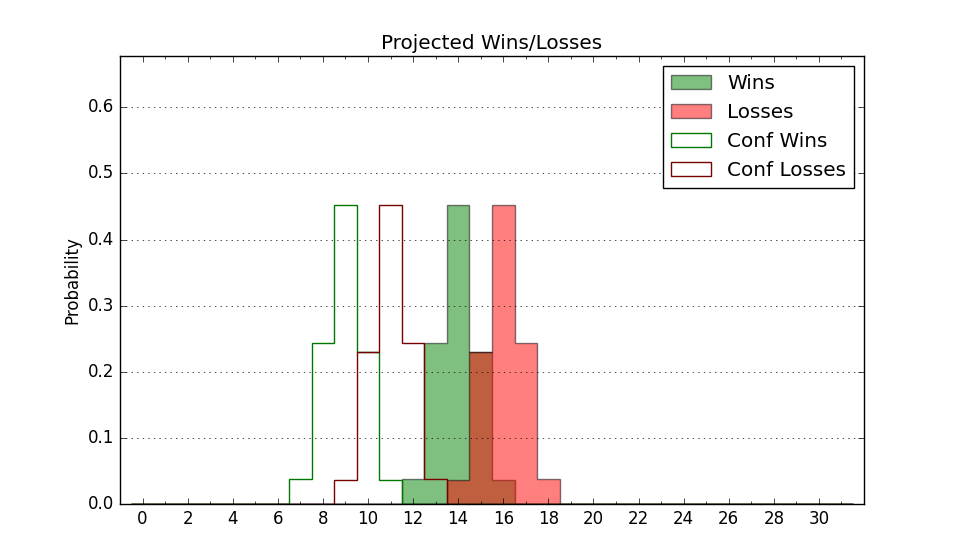 Projected Wins/Losses
Wins
Losses
Conf Wins
Conf Losses
Probability
0.6
0.5
0.4
0.3
0.2
0.1
0.0
0 2 4 6 8 10 12 14 16 18 20 22 24 26 28 30